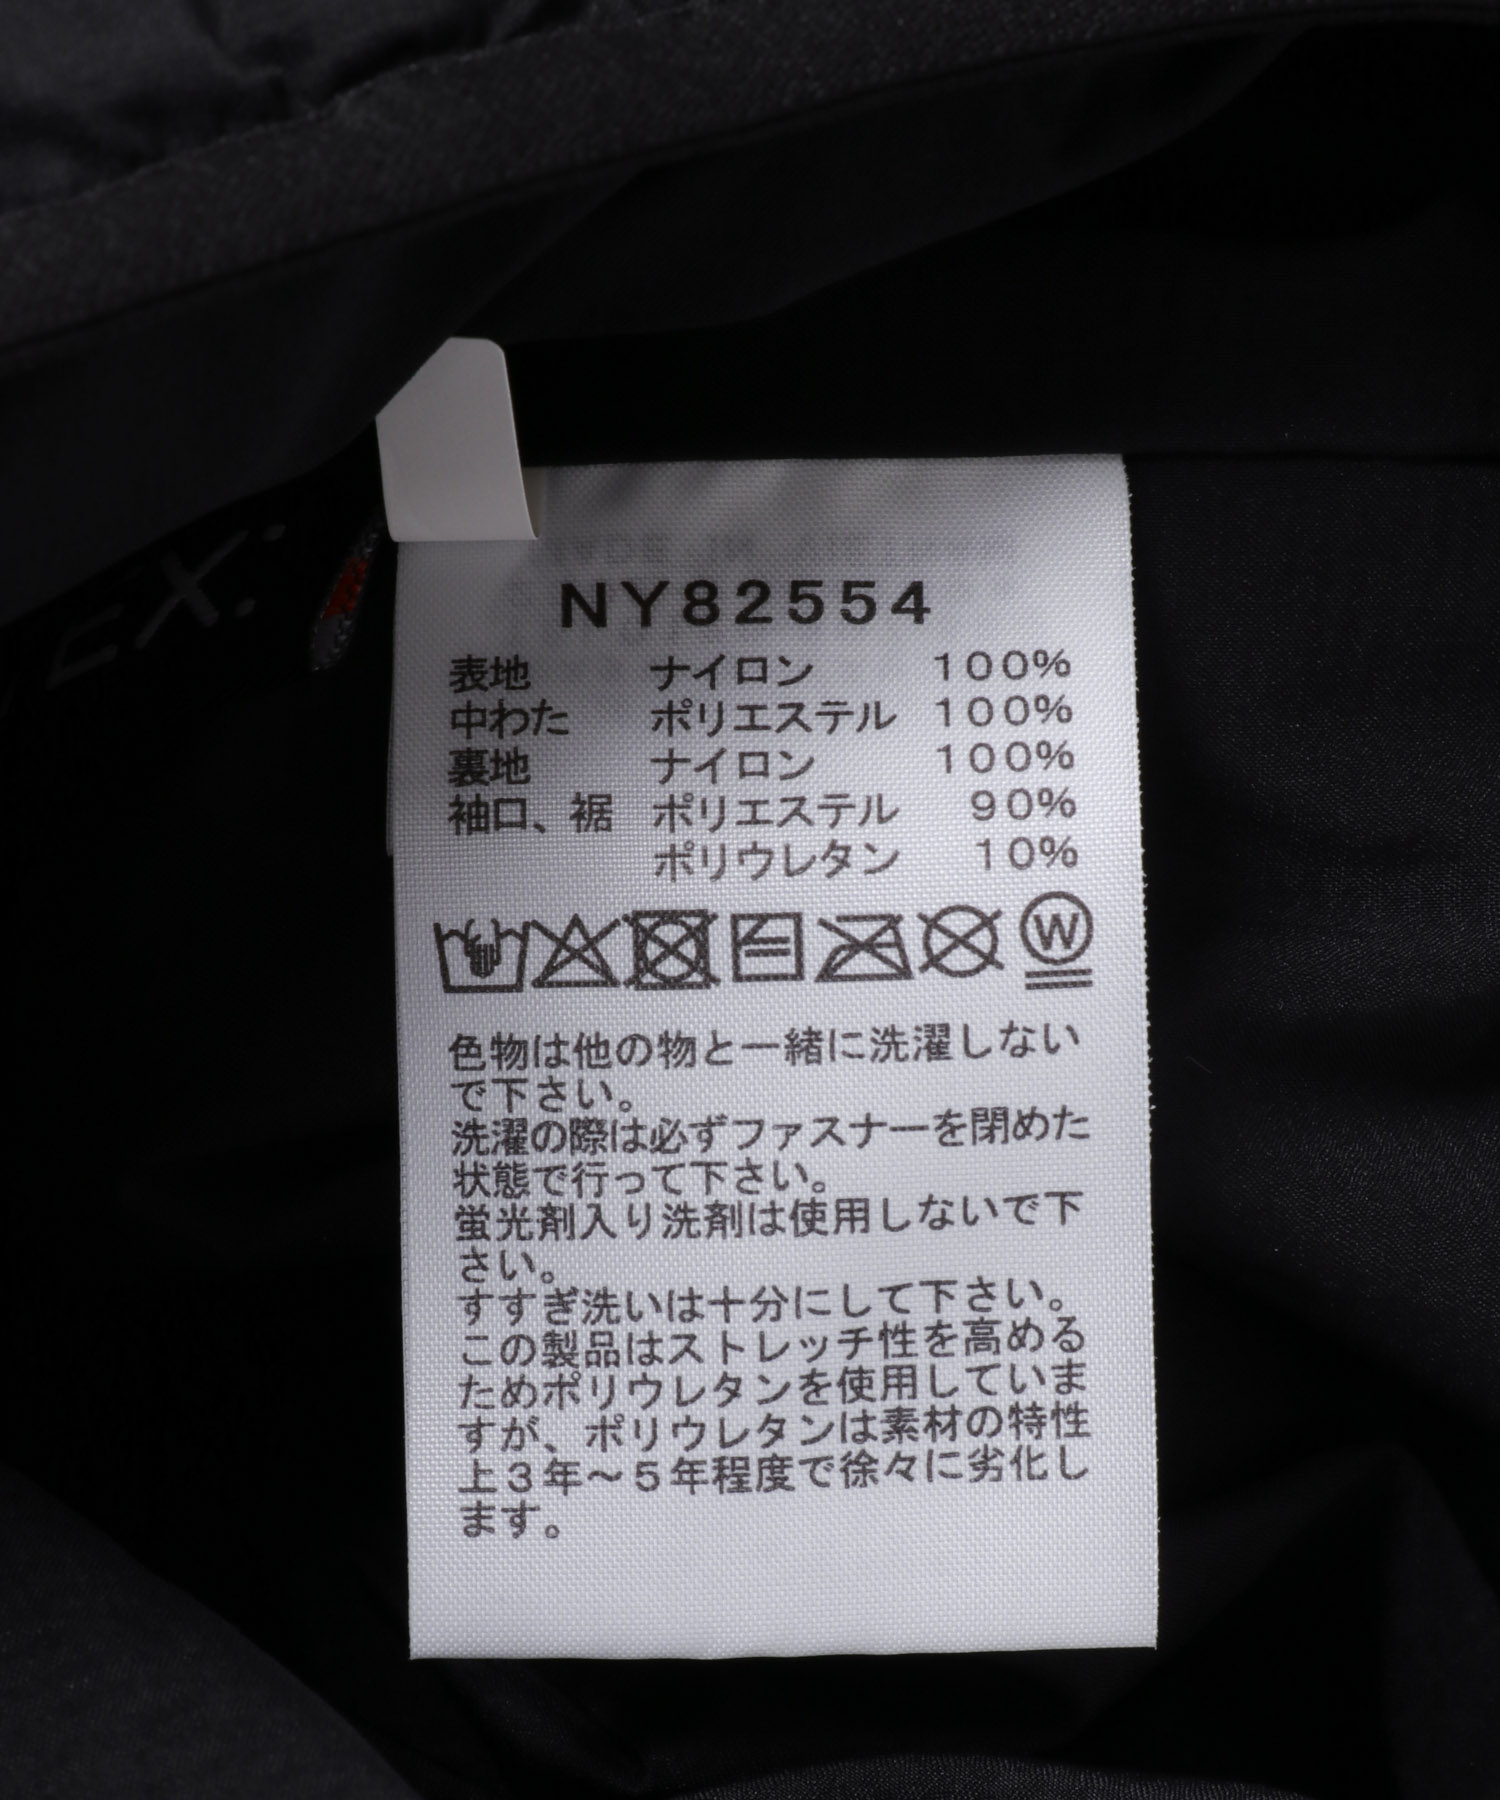 NY82554
表地 ナイロン 100%
中わた ポリエステル 100%
裏地 ナイロン 100%
袖口、裾 ポリエステル 90%
ポリウレタン 10%
W
色物は他の物と一緒に洗濯しない
で下さい。
洗濯の際は必ずファスナーを閉めた
状態で行って下さい。
蛍光剤入り洗剤は使用しないで下
さい。
すすぎ洗いは十分にして下さい。
この製品はストレッチ性を高める
ためポリウレタンを使用していま
すが、ポリウレタンは素材の特性
上3年～5年程度で徐々に劣化し
ます。